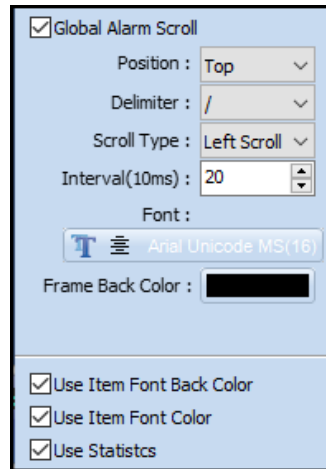 Global Alarm Scroll
Position : Top
Delimiter : /
Scroll Type : Left Scroll
Interval(10ms) : 20
Font :
Arial Unicode MS(16)
Frame Back Color :
Use Item Font Back Color
Use Item Font Color
Use Statistcs